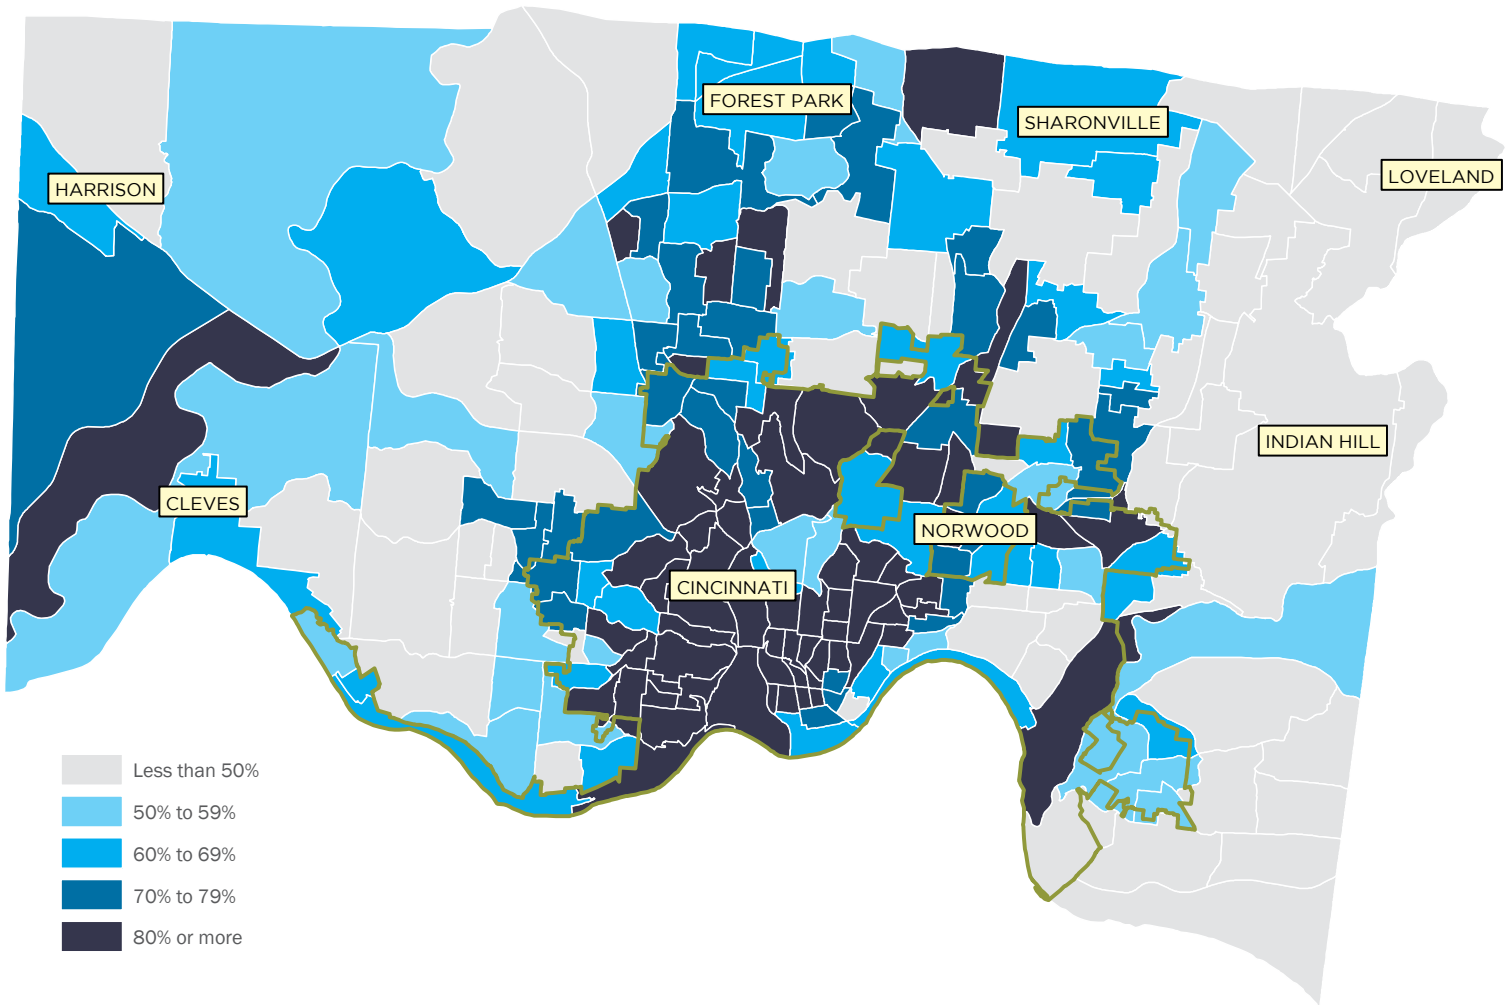 FOREST PARK
SHARONVILLE
HARRISON
LOVELAND
INDIAN HILL
CLEVES
NORWOOD
CINCINNATI
Less than 50%
50% to 59%
60% to 69%
70% to 79%
80% or more